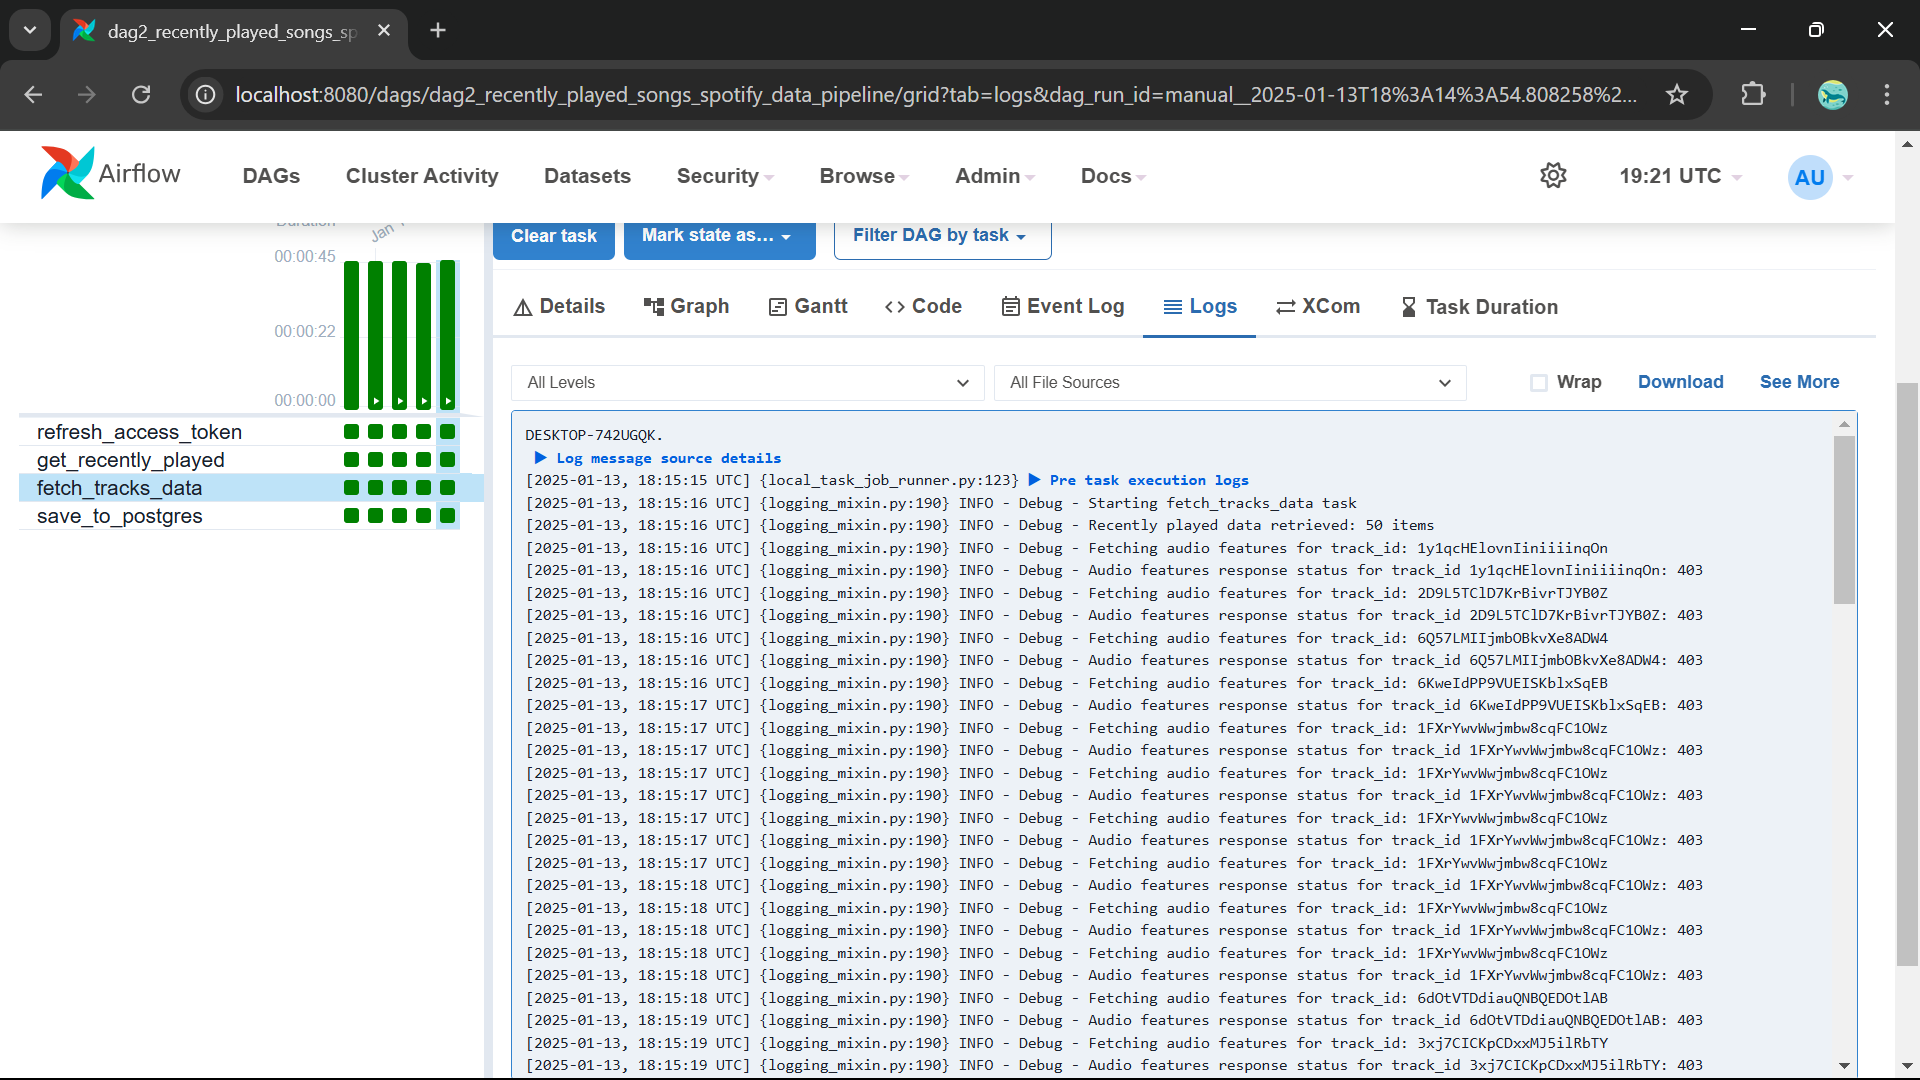 dag2_recently_played_songs_sp
localhost:8080/dags/dag2_recently_played_songs_spotify_data_pipeline/grid?tab=logs&dag_run_id=manual__2025-01-13T18%3A14%3A54.808258%2...
Airflow DAGs Cluster Activity Datasets Security Browse Admin Docs 19:21 UTC AU
Duration
Jan
00:00:45
00:00:22
00:00:00
refresh_access_token
get_recently_played
fetch_tracks_data
save_to_postgres
Clear task Mark state as... Filter DAG by task
Details Graph Gantt Code Event Log Logs XCom Task Duration
All Levels All File Sources Wrap Download See More
DESKTOP-742UGQK.
▶ Log message source details
[2025-01-13, 18:15:15 UTC] {local_task_job_runner.py:123} ▶ Pre task execution logs
[2025-01-13, 18:15:16 UTC] {logging_mixin.py:190} INFO - Debug - Starting fetch_tracks_data task
[2025-01-13, 18:15:16 UTC] {logging_mixin.py:190} INFO - Debug - Recently played data retrieved: 50 items
[2025-01-13, 18:15:16 UTC] {logging_mixin.py:190} INFO - Debug - Fetching audio features for track_id: 1y1qcHElovnIiniiiinqOn
[2025-01-13, 18:15:16 UTC] {logging_mixin.py:190} INFO - Debug - Audio features response status for track_id 1y1qcHElovnIiniiiinqOn: 403
[2025-01-13, 18:15:16 UTC] {logging_mixin.py:190} INFO - Debug - Fetching audio features for track_id: 2D9L5TClD7KrBivrTJYB0Z
[2025-01-13, 18:15:16 UTC] {logging_mixin.py:190} INFO - Debug - Audio features response status for track_id 2D9L5TClD7KrBivrTJYB0Z: 403
[2025-01-13, 18:15:16 UTC] {logging_mixin.py:190} INFO - Debug - Fetching audio features for track_id: 6Q57LMIIjmbOBkvXe8ADW4
[2025-01-13, 18:15:16 UTC] {logging_mixin.py:190} INFO - Debug - Audio features response status for track_id 6Q57LMIIjmbOBkvXe8ADW4: 403
[2025-01-13, 18:15:16 UTC] {logging_mixin.py:190} INFO - Debug - Fetching audio features for track_id: 6KweIdPP9VUEISKblxSqEB
[2025-01-13, 18:15:17 UTC] {logging_mixin.py:190} INFO - Debug - Audio features response status for track_id 6KweIdPP9VUEISKblxSqEB: 403
[2025-01-13, 18:15:17 UTC] {logging_mixin.py:190} INFO - Debug - Fetching audio features for track_id: 1FXrYwvWwjmbw8cqFC1OWz
[2025-01-13, 18:15:17 UTC] {logging_mixin.py:190} INFO - Debug - Audio features response status for track_id 1FXrYwvWwjmbw8cqFC1OWz: 403
[2025-01-13, 18:15:17 UTC] {logging_mixin.py:190} INFO - Debug - Fetching audio features for track_id: 1FXrYwvWwjmbw8cqFC1OWz
[2025-01-13, 18:15:17 UTC] {logging_mixin.py:190} INFO - Debug - Audio features response status for track_id 1FXrYwvWwjmbw8cqFC1OWz: 403
[2025-01-13, 18:15:17 UTC] {logging_mixin.py:190} INFO - Debug - Fetching audio features for track_id: 1FXrYwvWwjmbw8cqFC1OWz
[2025-01-13, 18:15:17 UTC] {logging_mixin.py:190} INFO - Debug - Audio features response status for track_id 1FXrYwvWwjmbw8cqFC1OWz: 403
[2025-01-13, 18:15:17 UTC] {logging_mixin.py:190} INFO - Debug - Fetching audio features for track_id: 1FXrYwvWwjmbw8cqFC1OWz
[2025-01-13, 18:15:18 UTC] {logging_mixin.py:190} INFO - Debug - Audio features response status for track_id 1FXrYwvWwjmbw8cqFC1OWz: 403
[2025-01-13, 18:15:18 UTC] {logging_mixin.py:190} INFO - Debug - Fetching audio features for track_id: 1FXrYwvWwjmbw8cqFC1OWz
[2025-01-13, 18:15:18 UTC] {logging_mixin.py:190} INFO - Debug - Audio features response status for track_id 1FXrYwvWwjmbw8cqFC1OWz: 403
[2025-01-13, 18:15:18 UTC] {logging_mixin.py:190} INFO - Debug - Fetching audio features for track_id: 1FXrYwvWwjmbw8cqFC1OWz
[2025-01-13, 18:15:18 UTC] {logging_mixin.py:190} INFO - Debug - Audio features response status for track_id 1FXrYwvWwjmbw8cqFC1OWz: 403
[2025-01-13, 18:15:18 UTC] {logging_mixin.py:190} INFO - Debug - Fetching audio features for track_id: 6dOtVTDdiauQNBQEDOtlAB
[2025-01-13, 18:15:19 UTC] {logging_mixin.py:190} INFO - Debug - Audio features response status for track_id 6dOtVTDdiauQNBQEDOtlAB: 403
[2025-01-13, 18:15:19 UTC] {logging_mixin.py:190} INFO - Debug - Fetching audio features for track_id: 3xj7CICKpCDxxMJ5ilRbTY
[2025-01-13, 18:15:19 UTC] {logging_mixin.py:190} INFO - Debug - Audio features response status for track_id 3xj7CICKpCDxxMJ5ilRbTY: 403